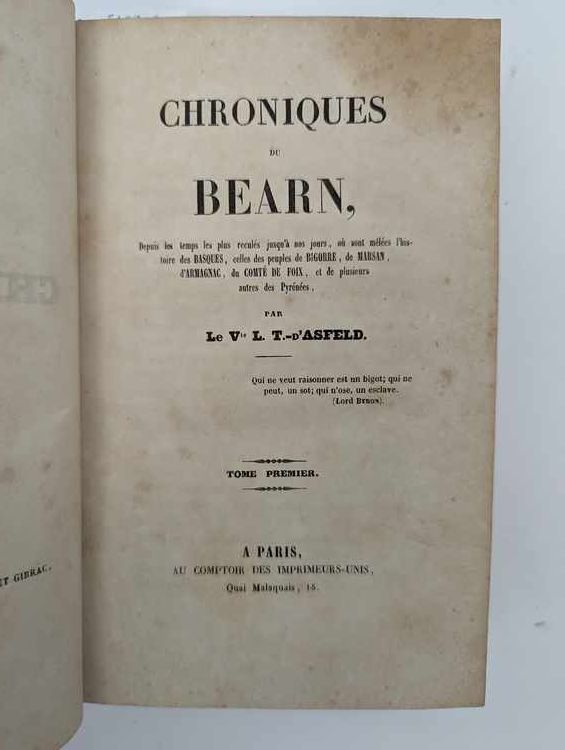 CHRONIQUES
DU
BEARN,
Depuis les temps les plus reculés jusqu'à nos jours, où sont mêlées l'his-
toire des BASQUES, celles des peuples de BIGORRE, de MARSAN,
d'ARMAGNAC, du COMTÉ DE FOIX, et de plusieurs
autres des Pyrénées,
PAR
LE Vte L. T.-D'ASFELD.
Qui ne veut raisonner est un bigot; qui ne
peut, un sot; qui n'ose, un esclave.
(Lord BYRON).
TOME PREMIER.
A PARIS,
AU COMPTOIR DES IMPRIMEURS-UNIS,
Quai Malaquais, 15.
ET GIBRAC.